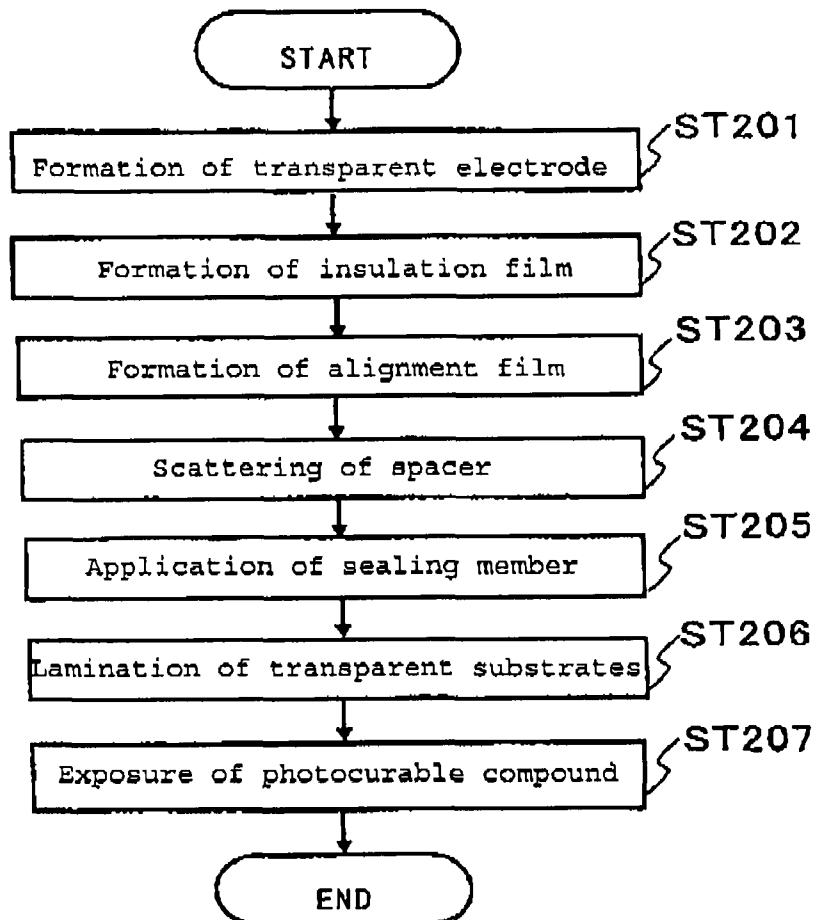 START
ST201
Formation of transparent electrode
ST202
Formation of insulation film
ST203
Formation of alignment film
ST204
Scattering of spacer
ST205
Application of sealing member
ST206
Lamination of transparent substrates
ST207
Exposure of photocurable compound
END